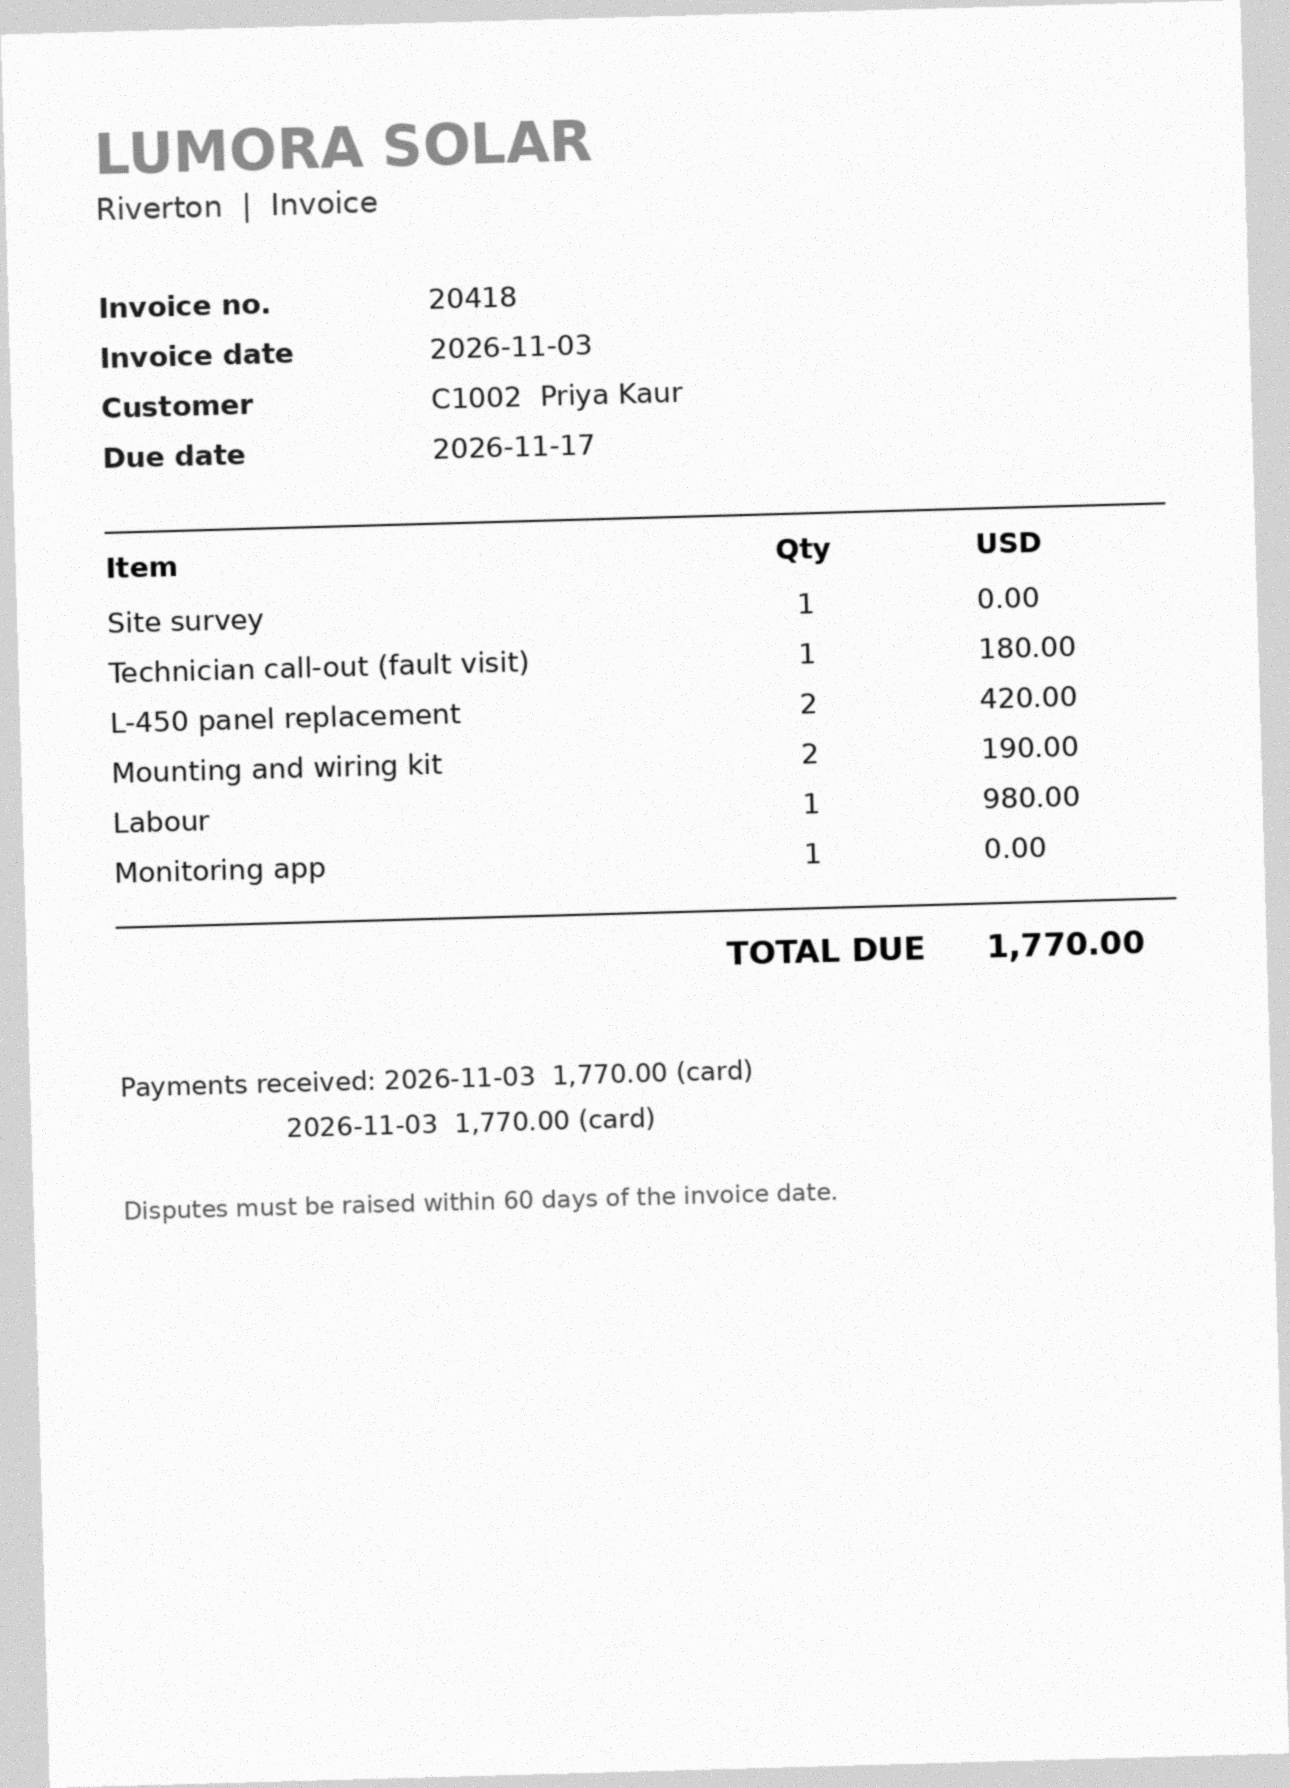 LUMORA SOLAR
Riverton | Invoice
Invoice no. 20418
Invoice date 2026-11-03
Customer C1002 Priya Kaur
Due date 2026-11-17
Item Qty USD
Site survey 1 0.00
Technician call-out (fault visit) 1 180.00
L-450 panel replacement 2 420.00
Mounting and wiring kit 2 190.00
Labour 1 980.00
Monitoring app 1 0.00
TOTAL DUE 1,770.00
Payments received: 2026-11-03 1,770.00 (card)
2026-11-03 1,770.00 (card)
Disputes must be raised within 60 days of the invoice date.